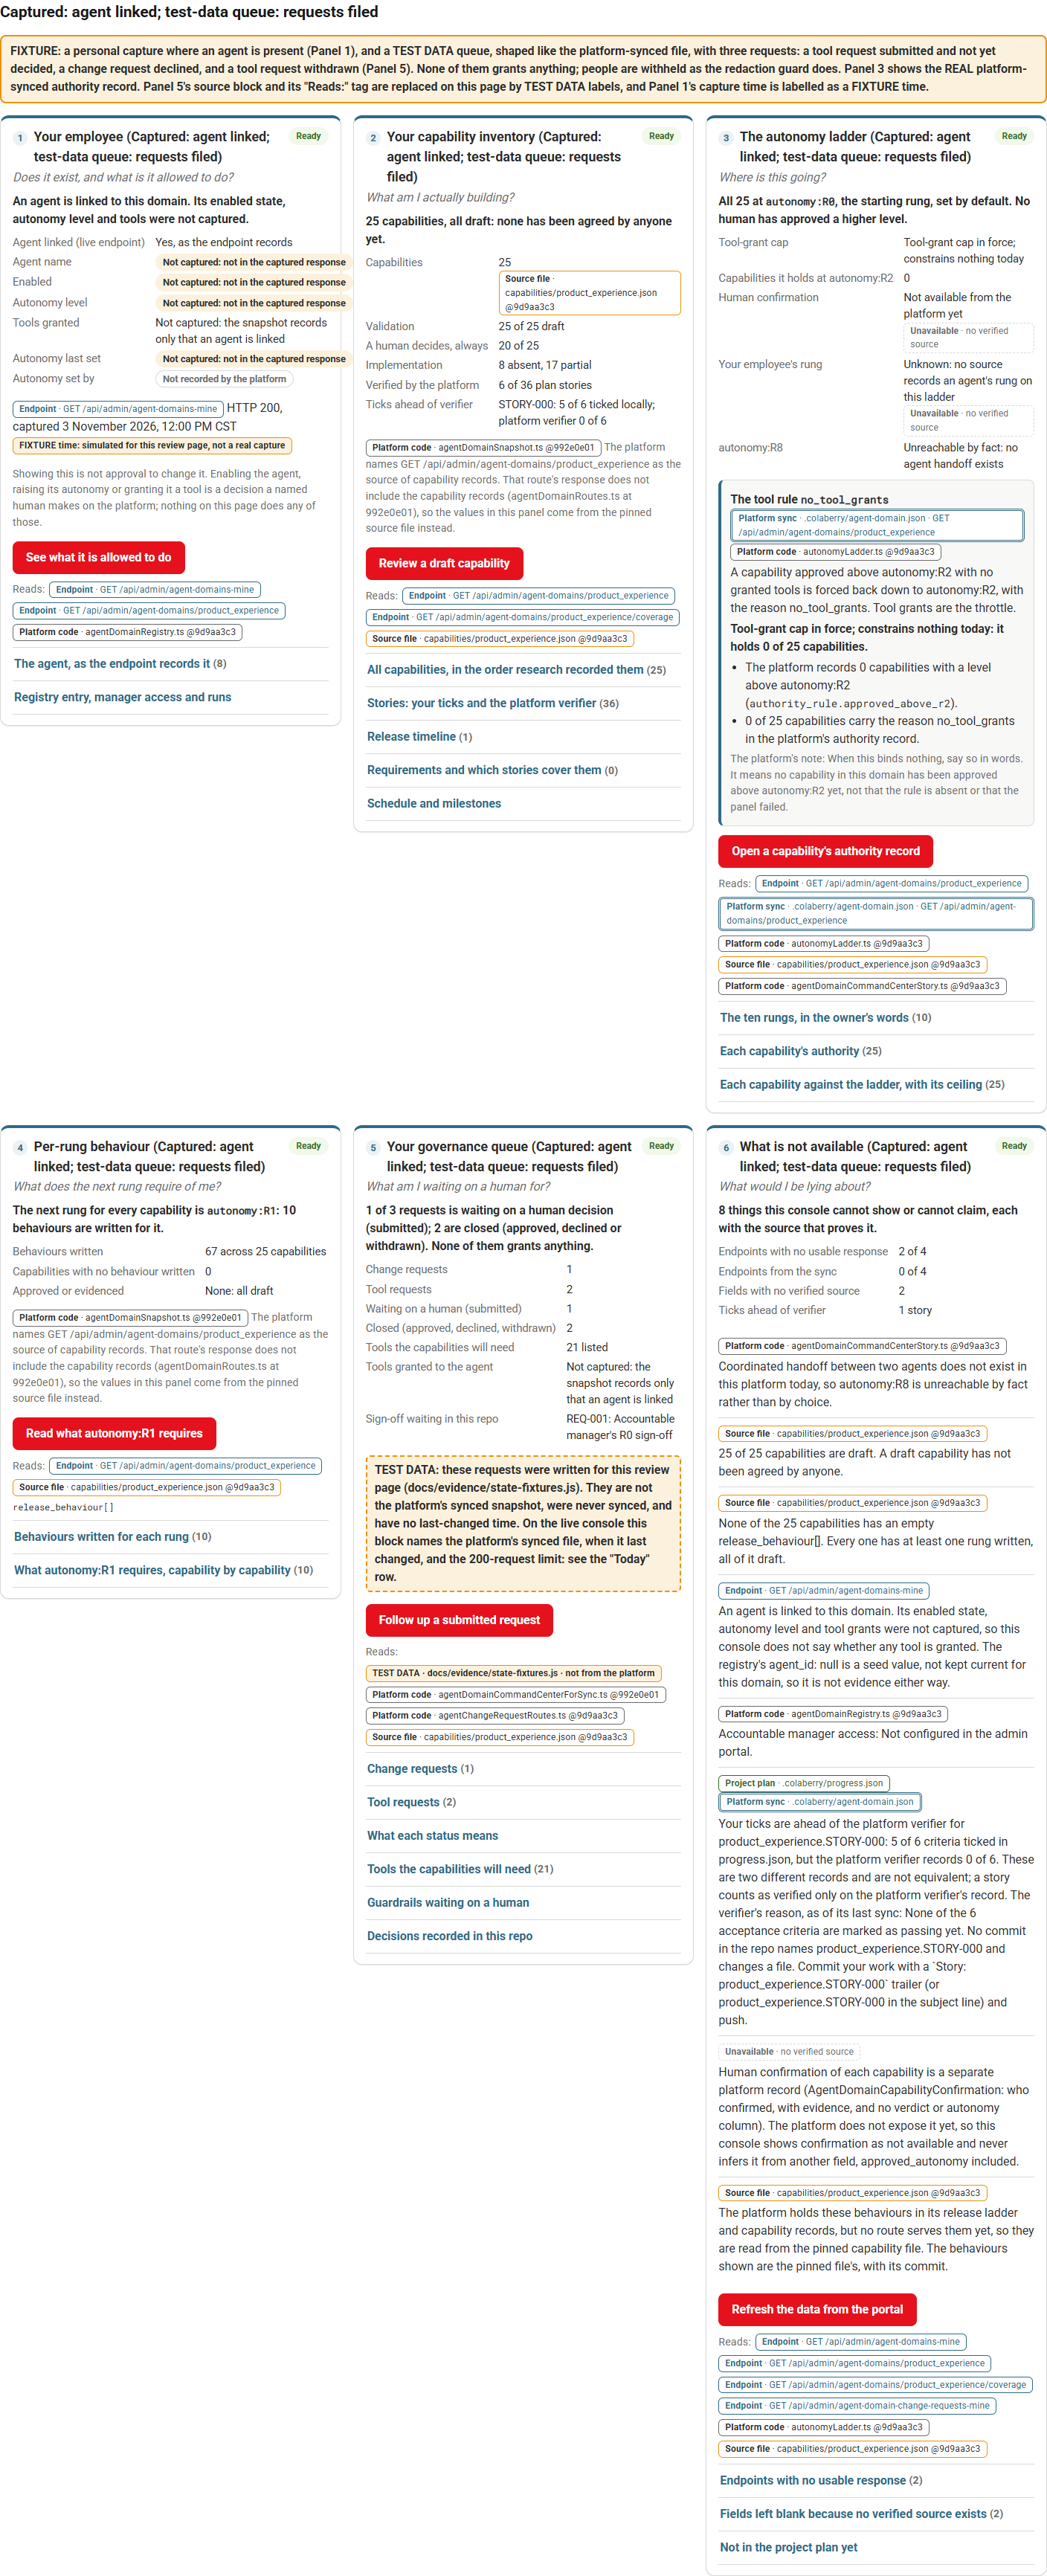 Captured: agent linked; test-data queue: requests filed
FIXTURE: a personal capture where an agent is present (Panel 1), and a TEST DATA queue, shaped like the platform-synced file, with three requests: a tool request submitted and not yet
decided, a change request declined, and a tool request withdrawn (Panel 5). None of them grants anything; people are withheld as the redaction guard does. Panel 3 shows the REAL platform-
synced authority record. Panel 5's source block and its "Reads:" tag are replaced on this page by TEST DATA labels, and Panel 1's capture time is labelled as a FIXTURE time.
1 Your employee (Captured: agent linked; Ready
test-data queue: requests filed)
Does it exist, and what is it allowed to do?
An agent is linked to this domain. Its enabled state,
autonomy level and tools were not captured.
Agent linked (live endpoint) Yes, as the endpoint records
Agent name Not captured: not in the captured response
Enabled Not captured: not in the captured response
Autonomy level Not captured: not in the captured response
Tools granted Not captured: the snapshot records
only that an agent is linked
Autonomy last set Not captured: not in the captured response
Autonomy set by Not recorded by the platform
Endpoint · GET /api/admin/agent-domains-mine HTTP 200,
captured 3 November 2026, 12:00 PM CST
FIXTURE time: simulated for this review page, not a real capture
Showing this is not approval to change it. Enabling the agent,
raising its autonomy or granting it a tool is a decision a named
human makes on the platform; nothing on this page does any of
those.
See what it is allowed to do
Reads: Endpoint · GET /api/admin/agent-domains-mine
Endpoint · GET /api/admin/agent-domains/product_experience
Platform code · agentDomainRegistry.ts @9d9aa3c3
The agent, as the endpoint records it (8)
Registry entry, manager access and runs
2 Your capability inventory (Captured: Ready
agent linked; test-data queue: requests
filed)
What am I actually building?
25 capabilities, all draft: none has been agreed by anyone
yet.
Capabilities 25
Source file ·
capabilities/product_experience.json
@9d9aa3c3
Validation 25 of 25 draft
A human decides, always 20 of 25
Implementation 8 absent, 17 partial
Verified by the platform 6 of 36 plan stories
Ticks ahead of verifier STORY-000: 5 of 6 ticked locally;
platform verifier 0 of 6
Platform code · agentDomainSnapshot.ts @992e0e01 The platform
names GET /api/admin/agent-domains/product_experience as the
source of capability records. That route's response does not
include the capability records (agentDomainRoutes.ts at
992e0e01), so the values in this panel come from the pinned
source file instead.
Review a draft capability
Reads: Endpoint · GET /api/admin/agent-domains/product_experience
Endpoint · GET /api/admin/agent-domains/product_experience/coverage
Source file · capabilities/product_experience.json @9d9aa3c3
All capabilities, in the order research recorded them (25)
Stories: your ticks and the platform verifier (36)
Release timeline (1)
Requirements and which stories cover them (0)
Schedule and milestones
3 The autonomy ladder (Captured: agent Ready
linked; test-data queue: requests filed)
Where is this going?
All 25 at autonomy:R0, the starting rung, set by default. No
human has approved a higher level.
Tool-grant cap Tool-grant cap in force;
constrains nothing today
Capabilities it holds at autonomy:R2 0
Human confirmation Not available from the
platform yet
Unavailable · no verified
source
Your employee's rung Unknown: no source
records an agent's rung on
this ladder
Unavailable · no verified
source
autonomy:R8 Unreachable by fact: no
agent handoff exists
The tool rule no_tool_grants
Platform sync · .colaberry/agent-domain.json · GET
/api/admin/agent-domains/product_experience
Platform code · autonomyLadder.ts @9d9aa3c3
A capability approved above autonomy:R2 with no
granted tools is forced back down to autonomy:R2, with
the reason no_tool_grants. Tool grants are the throttle.
Tool-grant cap in force; constrains nothing today: it
holds 0 of 25 capabilities.
• The platform records 0 capabilities with a level
above autonomy:R2
(authority_rule.approved_above_r2).
• 0 of 25 capabilities carry the reason no_tool_grants
in the platform's authority record.
The platform's note: When this binds nothing, say so in words.
It means no capability in this domain has been approved
above autonomy:R2 yet, not that the rule is absent or that the
panel failed.
Open a capability's authority record
Reads: Endpoint · GET /api/admin/agent-domains/product_experience
Platform sync · .colaberry/agent-domain.json · GET /api/admin/agent-
domains/product_experience
Platform code · autonomyLadder.ts @9d9aa3c3
Source file · capabilities/product_experience.json @9d9aa3c3
Platform code · agentDomainCommandCenterStory.ts @9d9aa3c3
The ten rungs, in the owner's words (10)
Each capability's authority (25)
Each capability against the ladder, with its ceiling (25)
4 Per-rung behaviour (Captured: agent Ready
linked; test-data queue: requests filed)
What does the next rung require of me?
The next rung for every capability is autonomy:R1: 10
behaviours are written for it.
Behaviours written 67 across 25 capabilities
Capabilities with no behaviour written 0
Approved or evidenced None: all draft
Platform code · agentDomainSnapshot.ts @992e0e01 The platform
names GET /api/admin/agent-domains/product_experience as the
source of capability records. That route's response does not
include the capability records (agentDomainRoutes.ts at
992e0e01), so the values in this panel come from the pinned
source file instead.
Read what autonomy:R1 requires
Reads: Endpoint · GET /api/admin/agent-domains/product_experience
Source file · capabilities/product_experience.json @9d9aa3c3
release_behaviour[]
Behaviours written for each rung (10)
What autonomy:R1 requires, capability by capability (10)
5 Your governance queue (Captured: agent Ready
linked; test-data queue: requests filed)
What am I waiting on a human for?
1 of 3 requests is waiting on a human decision
(submitted); 2 are closed (approved, declined or
withdrawn). None of them grants anything.
Change requests 1
Tool requests 2
Waiting on a human (submitted) 1
Closed (approved, declined, withdrawn) 2
Tools the capabilities will need 21 listed
Tools granted to the agent Not captured: the
snapshot records only
that an agent is linked
Sign-off waiting in this repo REQ-001: Accountable
manager's R0 sign-off
TEST DATA: these requests were written for this review
page (docs/evidence/state-fixtures.js). They are not
the platform's synced snapshot, were never synced, and
have no last-changed time. On the live console this
block names the platform's synced file, when it last
changed, and the 200-request limit: see the "Today"
row.
Follow up a submitted request
Reads:
TEST DATA · docs/evidence/state-fixtures.js · not from the platform
Platform code · agentDomainCommandCenterForSync.ts @992e0e01
Platform code · agentChangeRequestRoutes.ts @9d9aa3c3
Source file · capabilities/product_experience.json @9d9aa3c3
Change requests (1)
Tool requests (2)
What each status means
Tools the capabilities will need (21)
Guardrails waiting on a human
Decisions recorded in this repo
6 What is not available (Captured: agent Ready
linked; test-data queue: requests filed)
What would I be lying about?
8 things this console cannot show or cannot claim, each
with the source that proves it.
Endpoints with no usable response 2 of 4
Endpoints from the sync 0 of 4
Fields with no verified source 2
Ticks ahead of verifier 1 story
Platform code · agentDomainCommandCenterStory.ts @9d9aa3c3
Coordinated handoff between two agents does not exist in
this platform today, so autonomy:R8 is unreachable by fact
rather than by choice.
Source file · capabilities/product_experience.json @9d9aa3c3
25 of 25 capabilities are draft. A draft capability has not
been agreed by anyone.
Source file · capabilities/product_experience.json @9d9aa3c3
None of the 25 capabilities has an empty
release_behaviour[]. Every one has at least one rung written,
all of it draft.
Endpoint · GET /api/admin/agent-domains-mine
An agent is linked to this domain. Its enabled state,
autonomy level and tool grants were not captured, so this
console does not say whether any tool is granted. The
registry's agent_id: null is a seed value, not kept current for
this domain, so it is not evidence either way.
Platform code · agentDomainRegistry.ts @9d9aa3c3
Accountable manager access: Not configured in the admin
portal.
Project plan · .colaberry/progress.json
Platform sync · .colaberry/agent-domain.json
Your ticks are ahead of the platform verifier for
product_experience.STORY-000: 5 of 6 criteria ticked in
progress.json, but the platform verifier records 0 of 6. These
are two different records and are not equivalent; a story
counts as verified only on the platform verifier's record. The
verifier's reason, as of its last sync: None of the 6
acceptance criteria are marked as passing yet. No commit
in the repo names product_experience.STORY-000 and
changes a file. Commit your work with a `Story:
product_experience.STORY-000` trailer (or
product_experience.STORY-000 in the subject line) and
push.
Unavailable · no verified source
Human confirmation of each capability is a separate
platform record (AgentDomainCapabilityConfirmation: who
confirmed, with evidence, and no verdict or autonomy
column). The platform does not expose it yet, so this
console shows confirmation as not available and never
infers it from another field, approved_autonomy included.
Source file · capabilities/product_experience.json @9d9aa3c3
The platform holds these behaviours in its release ladder
and capability records, but no route serves them yet, so they
are read from the pinned capability file. The behaviours
shown are the pinned file's, with its commit.
Refresh the data from the portal
Reads: Endpoint · GET /api/admin/agent-domains-mine
Endpoint · GET /api/admin/agent-domains/product_experience
Endpoint · GET /api/admin/agent-domains/product_experience/coverage
Endpoint · GET /api/admin/agent-domain-change-requests-mine
Platform code · autonomyLadder.ts @9d9aa3c3
Source file · capabilities/product_experience.json @9d9aa3c3
Endpoints with no usable response (2)
Fields left blank because no verified source exists (2)
Not in the project plan yet